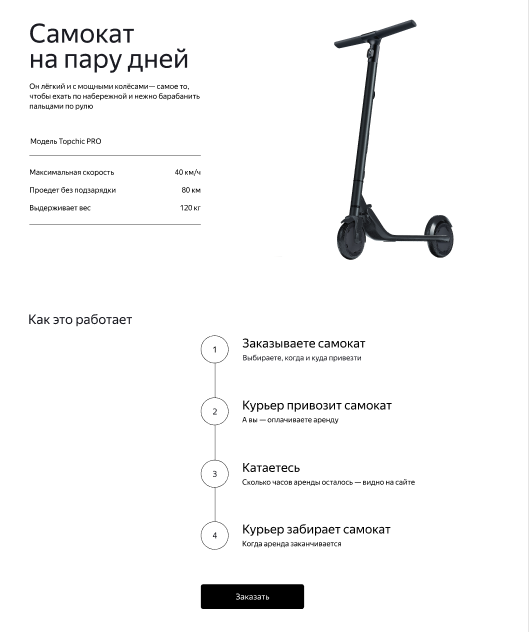 Самокат
на пару дней
Он лёгкий и с мощными колёсами — самое то,
чтобы ехать по набережной и нежно барабанить
пальцами по рулю
Модель Topchic PRO
Максимальная скорость 40 км/ч
Проедет без подзарядки 80 км
Выдерживает вес 120 кг
Как это работает
1 Заказываете самокат
Выбираете, когда и куда привезти
2 Курьер привозит самокат
А вы — оплачиваете аренду
3 Катаетесь
Сколько часов аренды осталось — видно на сайте
4 Курьер забирает самокат
Когда аренда заканчивается
Заказать